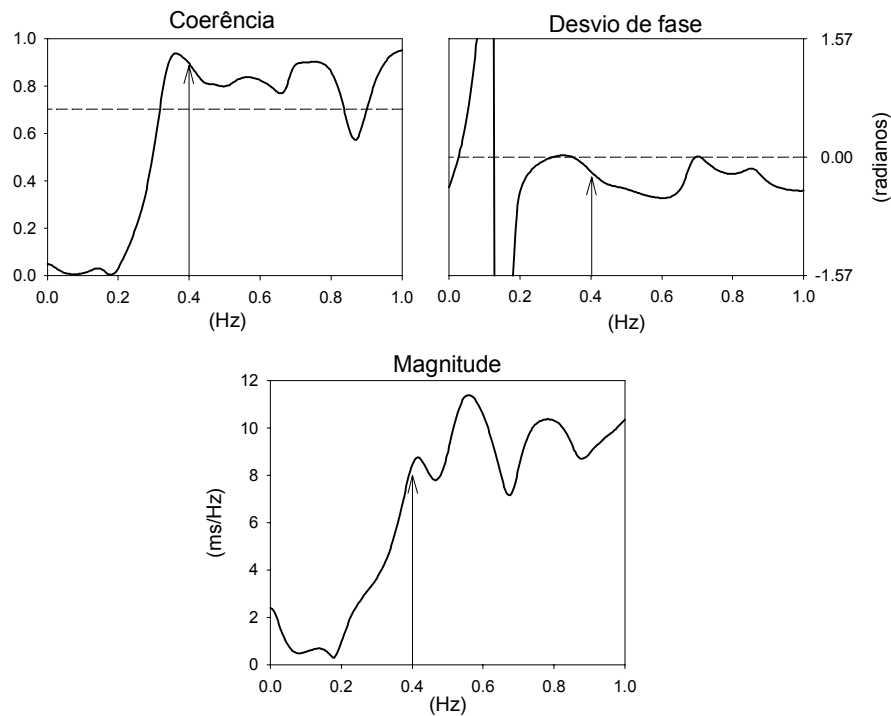 Coerência
1.0
0.8
0.6
0.4
0.2
0.0
0.0 0.2 0.4 0.6 0.8 1.0
(Hz)
Desvio de fase
1.57
0.00
-1.57
(radianos)
0.0 0.2 0.4 0.6 0.8 1.0
(Hz)
Magnitude
12
10
8
6
4
2
0
(ms/Hz)
0.0 0.2 0.4 0.6 0.8 1.0
(Hz)